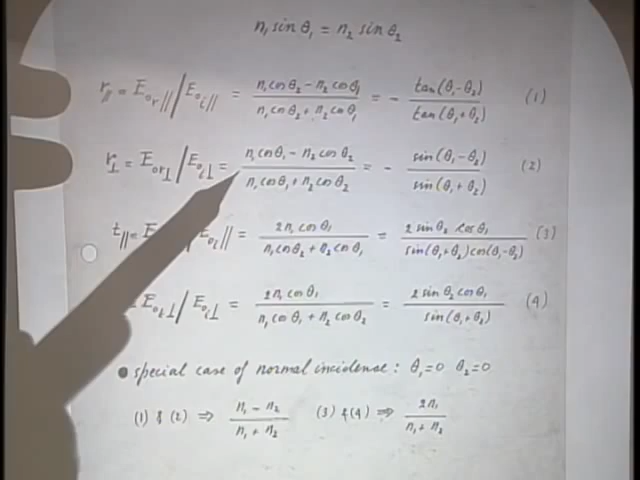 n₁ sin θ₁ = n₂ sin θ₂
r∥ = E₀r∥ / E₀i∥ = (n₁ cos θ₂ − n₂ cos θ₁) / (n₁ cos θ₂ + n₂ cos θ₁) = − tan(θ₁−θ₂) / tan(θ₁+θ₂) (1)
r⊥ = E₀r⊥ / E₀i⊥ = (n₁ cos θ₁ − n₂ cos θ₂) / (n₁ cos θ₁ + n₂ cos θ₂) = − sin(θ₁−θ₂) / sin(θ₁+θ₂) (2)
t∥ = / E₀i∥ = 2n₁ cos θ₁ / (n₁ cos θ₂ + n₂ cos θ₁) = 2 sin θ₂ cos θ₁ / sin(θ₁+θ₂) cos(θ₁−θ₂) (3)
E₀t⊥ / E₀i⊥ = 2n₁ cos θ₁ / (n₁ cos θ₁ + n₂ cos θ₂) = 2 sin θ₂ cos θ₁ / sin(θ₁+θ₂) (4)
● special case of normal incidense : θ₁=0 θ₂=0
(1) & (2) ⇒ (n₁ − n₂) / (n₁ + n₂) (3) & (4) ⇒ 2n₁ / (n₁ + n₂)